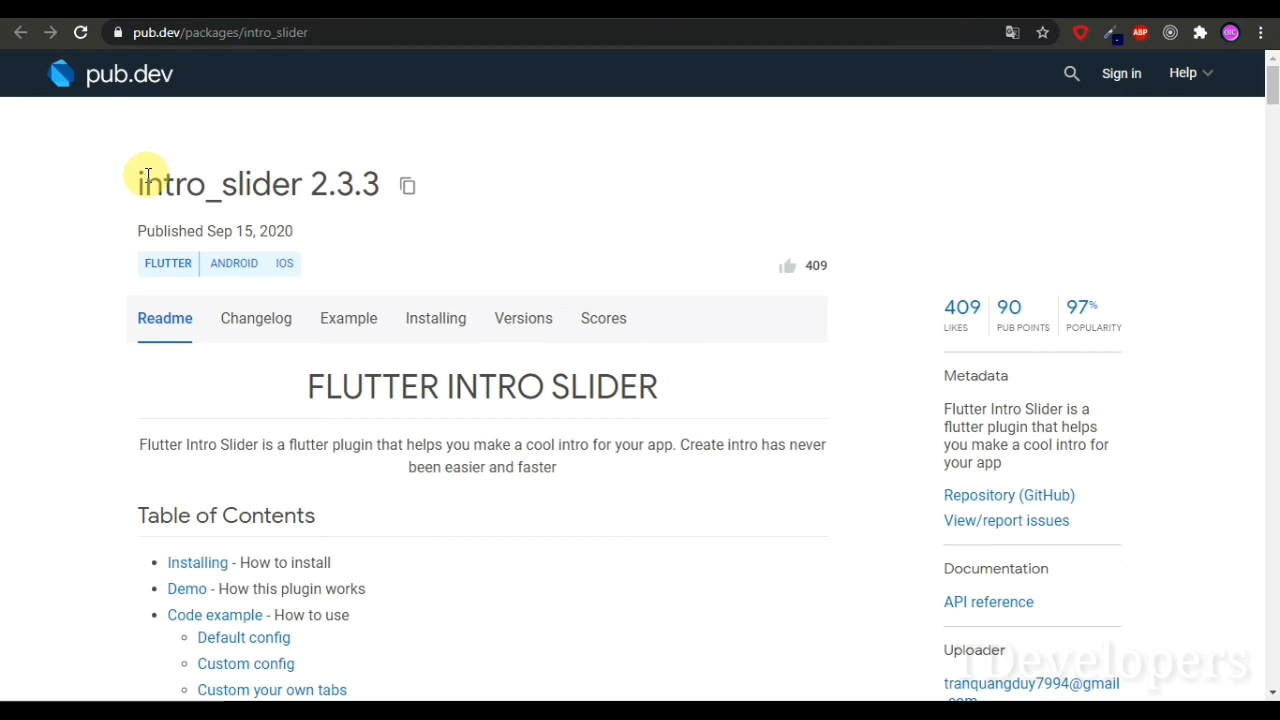 pub.dev/packages/intro_slider
ABP
pub.dev
Sign in
Help
intro_slider 2.3.3
Published Sep 15, 2020
FLUTTER
ANDROID
IOS
409
Readme
Changelog
Example
Installing
Versions
Scores
FLUTTER INTRO SLIDER
Flutter Intro Slider is a flutter plugin that helps you make a cool intro for your app. Create intro has never
been easier and faster
Table of Contents
• Installing - How to install
• Demo - How this plugin works
• Code example - How to use
◦ Default config
◦ Custom config
◦ Custom your own tabs
409
LIKES
90
PUB POINTS
97%
POPULARITY
Metadata
Flutter Intro Slider is a
flutter plugin that helps
you make a cool intro for
your app
Repository (GitHub)
View/report issues
Documentation
API reference
Uploader
tranquangduy7994@gmail
Developers